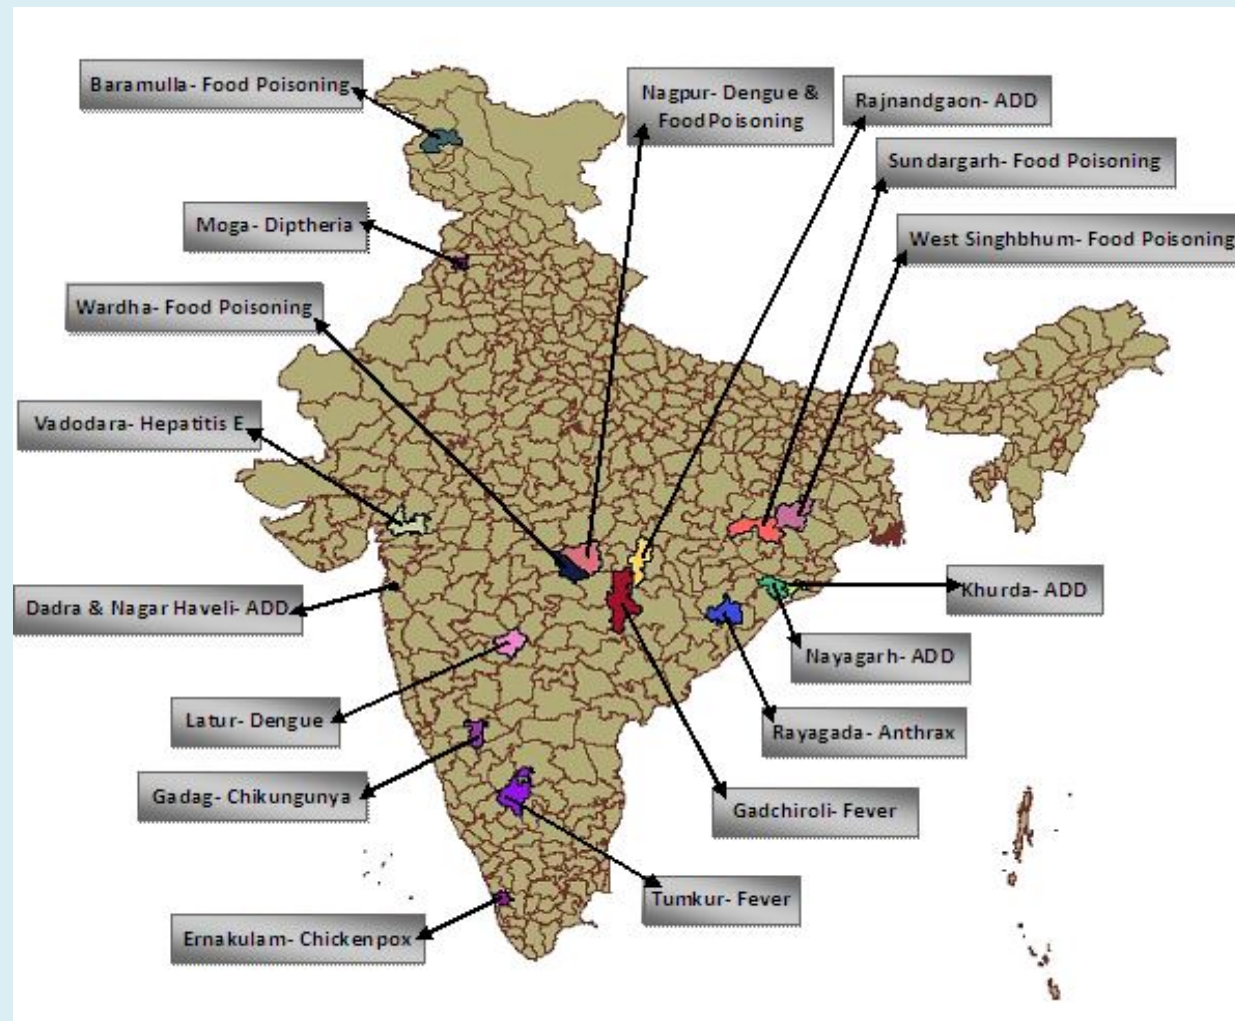 Baramulla- Food Poisoning
Nagpur- Dengue &
Food Poisoning
Rajnandgaon- ADD
Sundargarh- Food Poisoning
Moga- Diptheria
West Singhbhum- Food Poisoning
Wardha- Food Poisoning
Vadodara- Hepatitis E
Dadra & Nagar Haveli- ADD
Khurda- ADD
Nayagarh- ADD
Latur- Dengue
Rayagada- Anthrax
Gadag- Chikungunya
Gadchiroli- Fever
Tumkur- Fever
Ernakulam- Chickenpox